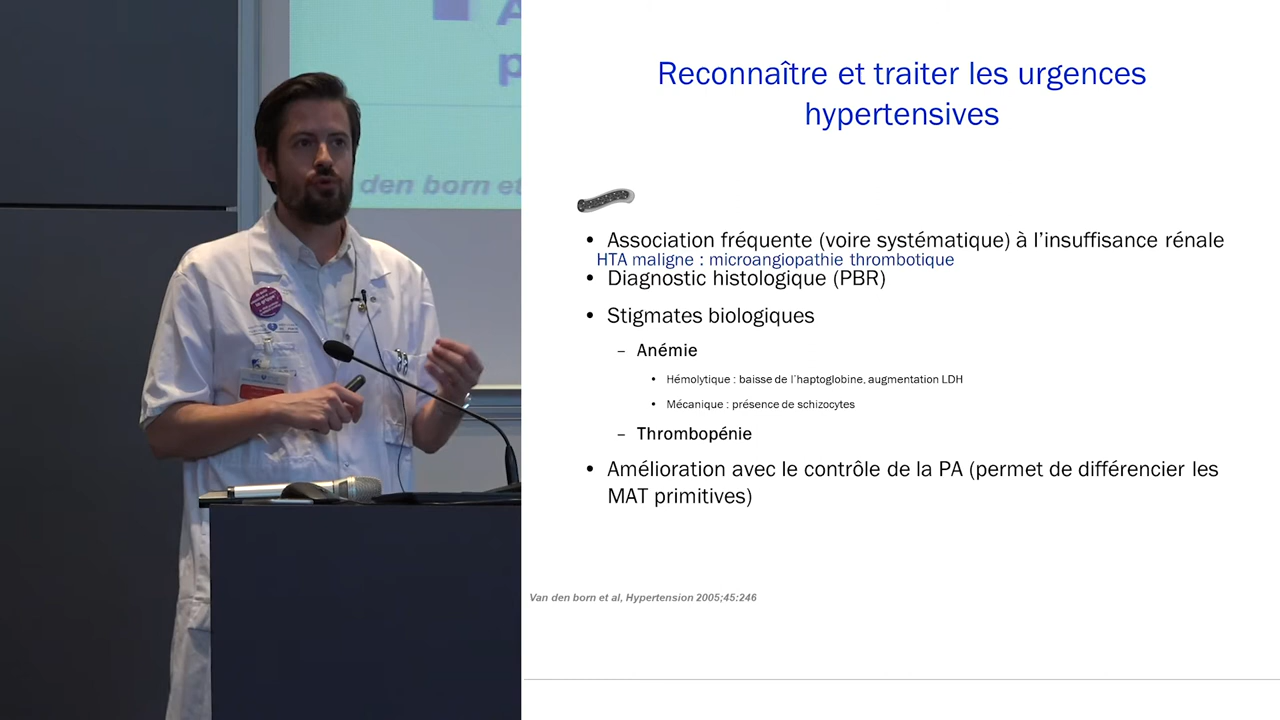 den born et
Reconnaître et traiter les urgences
hypertensives
• Association fréquente (voire systématique) à l’insuffisance rénale
HTA maligne : microangiopathie thrombotique
• Diagnostic histologique (PBR)
• Stigmates biologiques
– Anémie
• Hémolytique : baisse de l’haptoglobine, augmentation LDH
• Mécanique : présence de schizocytes
– Thrombopénie
• Amélioration avec le contrôle de la PA (permet de différencier les
MAT primitives)
Van den born et al, Hypertension 2005;45:246